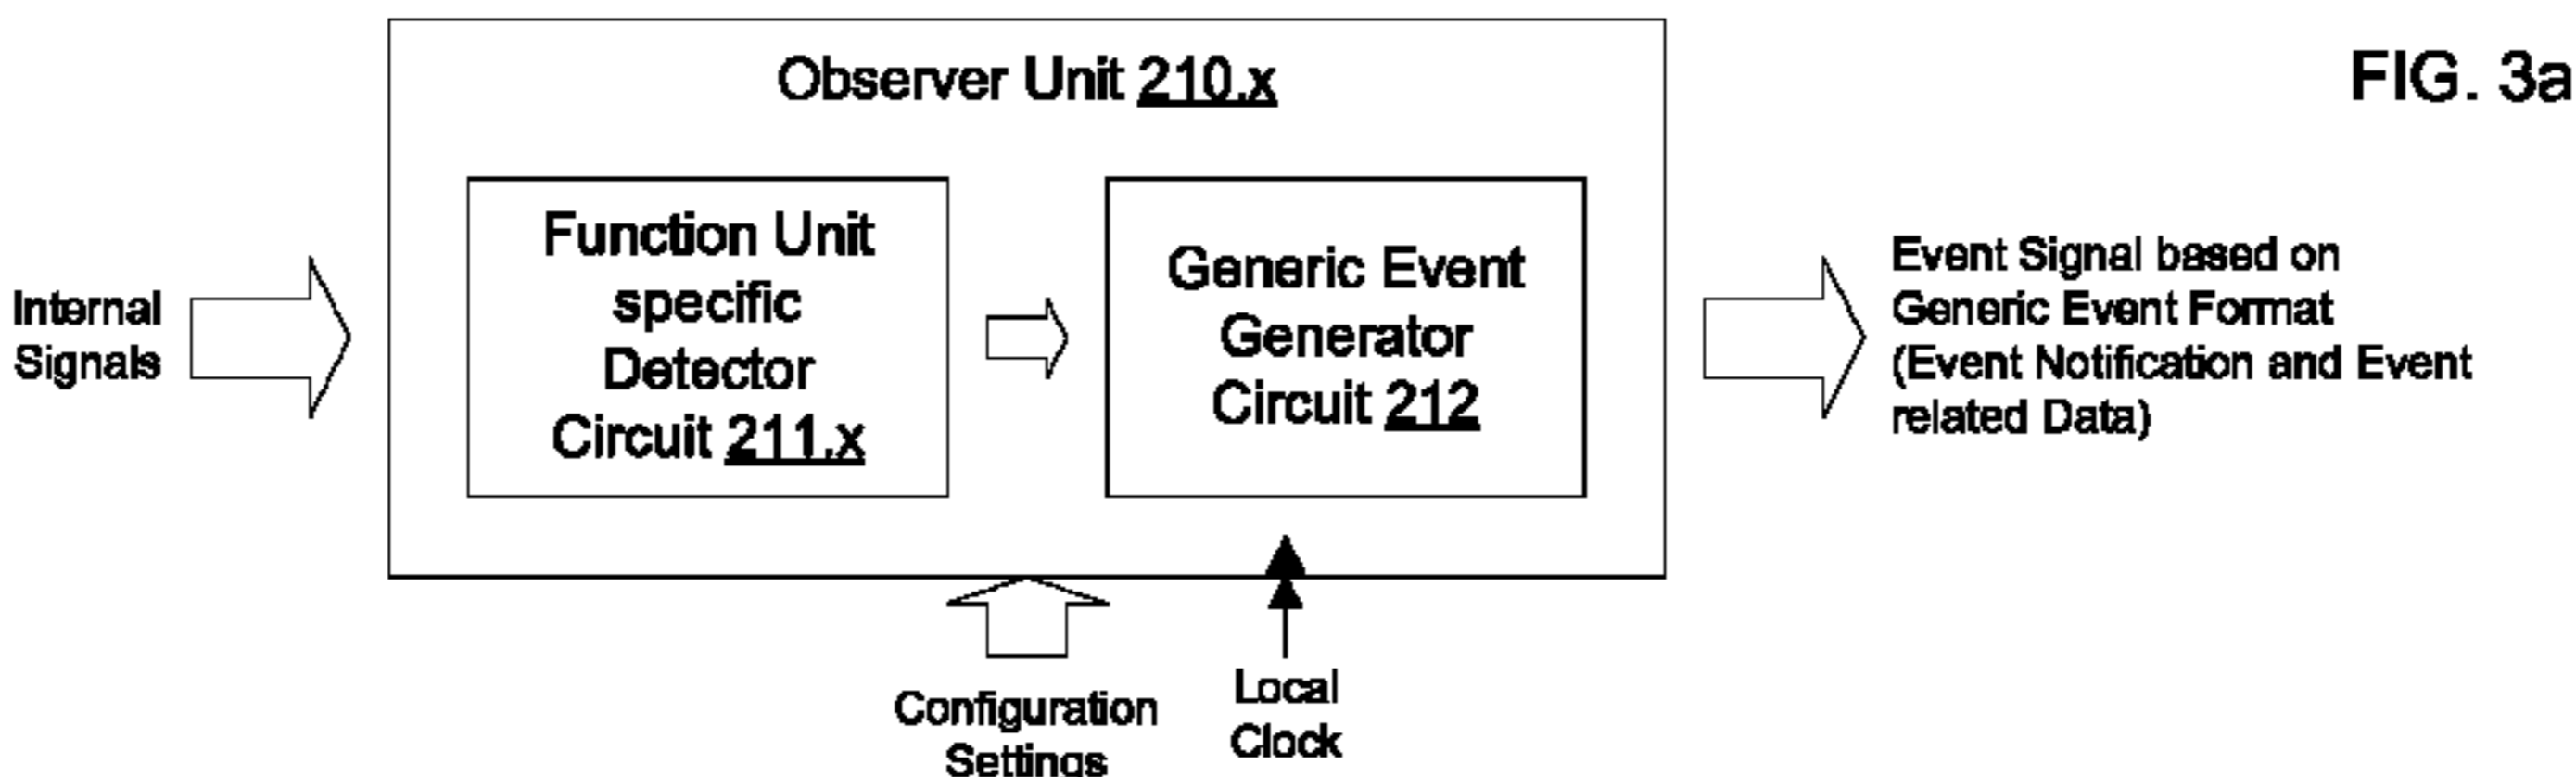 Observer Unit 210.x
FIG. 3a
Internal
Signals
Function Unit
specific
Detector
Circuit 211.x
Generic Event
Generator
Circuit 212
Event Signal based on
Generic Event Format
(Event Notification and Event
related Data)
Configuration
Settings
Local
Clock